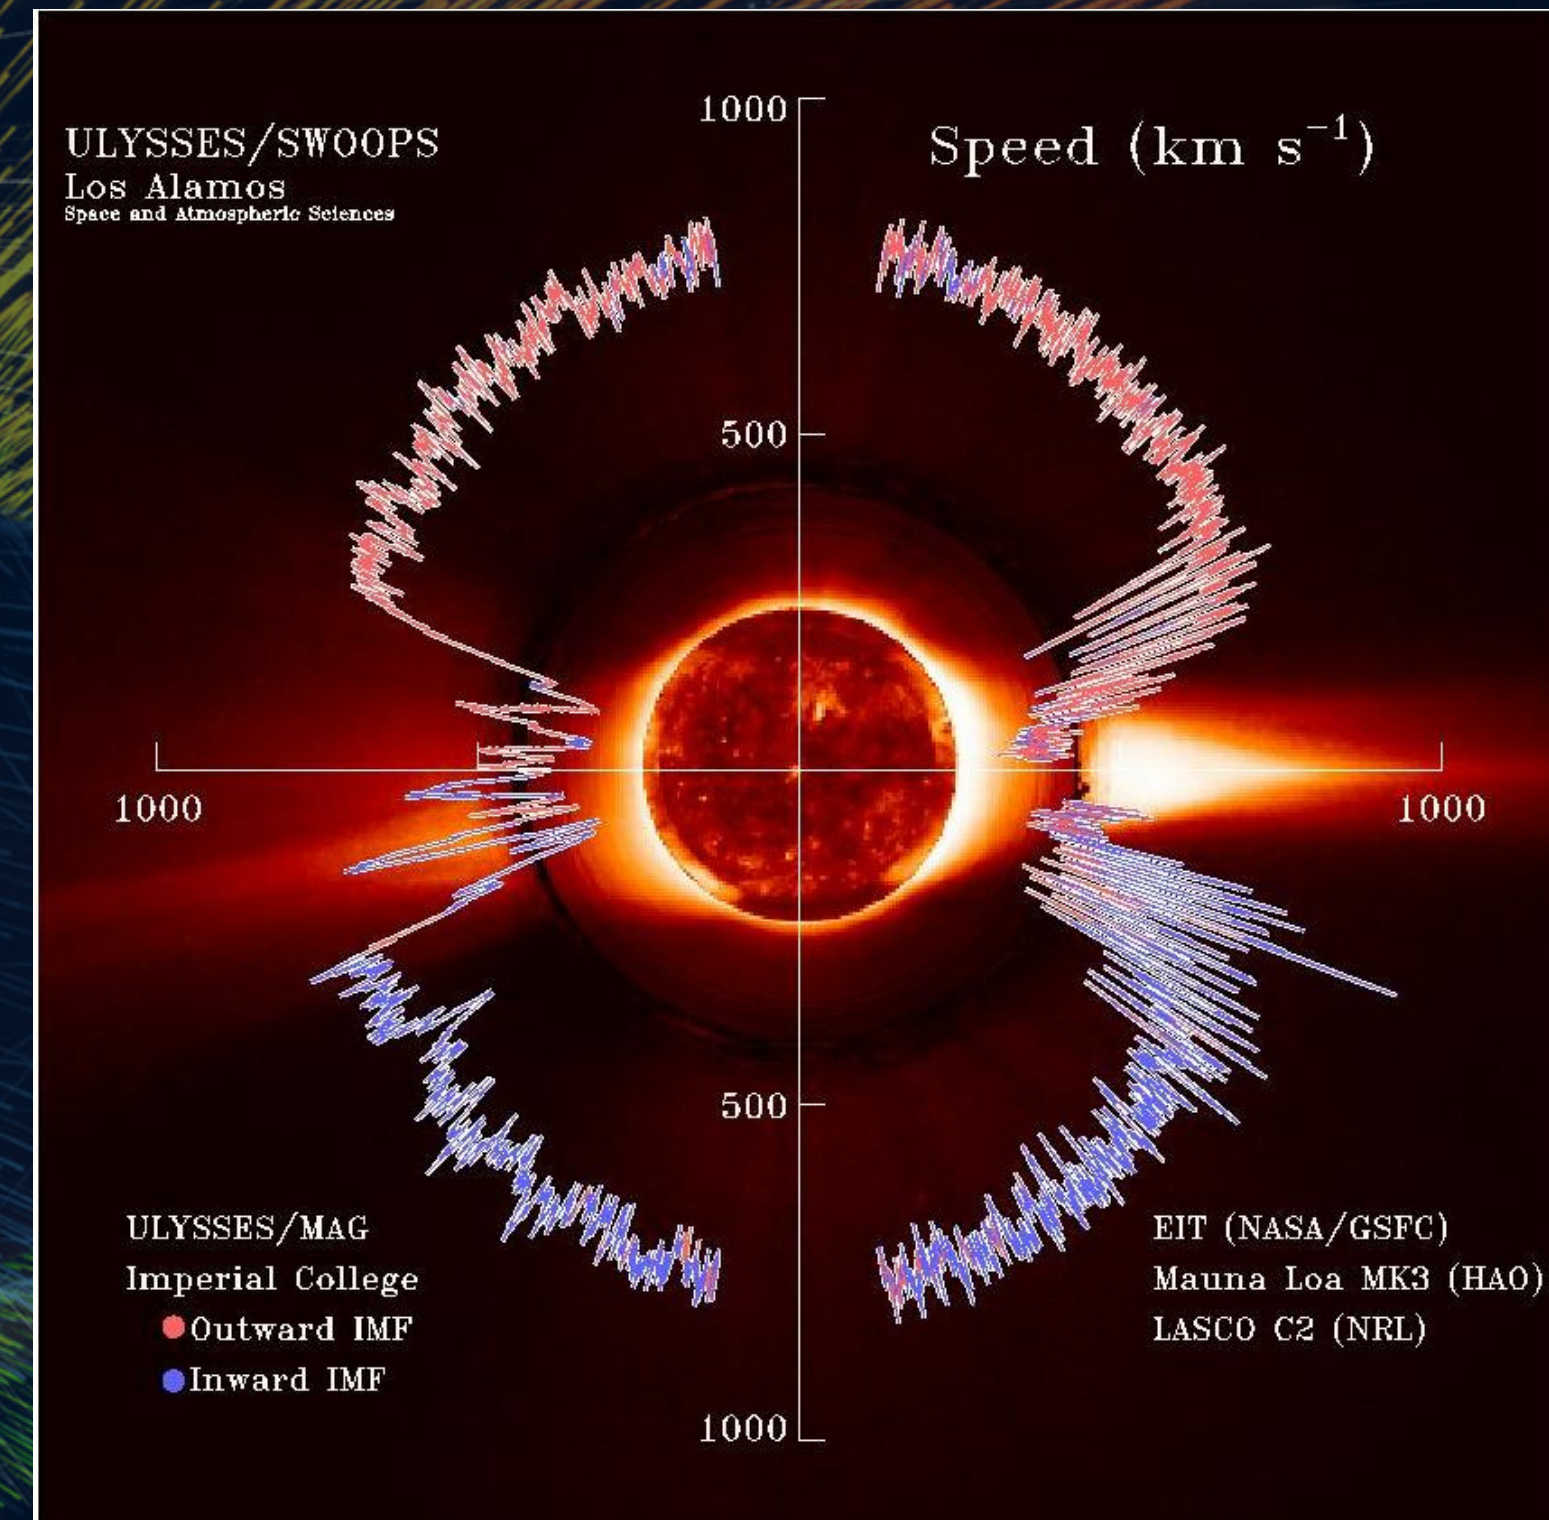 1000
ULYSSES/SWOOPS
Los Alamos
Space and Atmospheric Sciences
Speed (km s⁻¹)
500
1000
1000
500
ULYSSES/MAG
Imperial College
Outward IMF
Inward IMF
EIT (NASA/GSFC)
Mauna Loa MK3 (HAO)
LASCO C2 (NRL)
1000